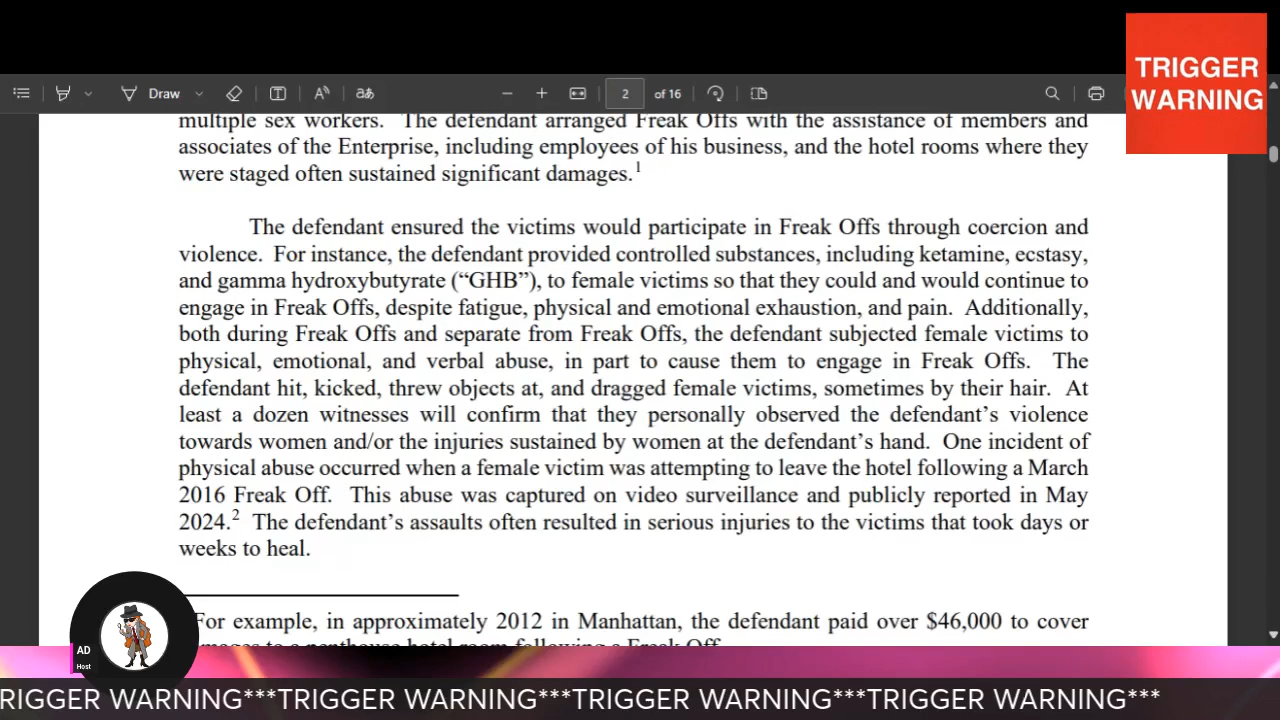 TRIGGER
WARNING
Draw
2
of 16
multiple sex workers. The defendant arranged Freak Offs with the assistance of members and
associates of the Enterprise, including employees of his business, and the hotel rooms where they
were staged often sustained significant damages.1
The defendant ensured the victims would participate in Freak Offs through coercion and
violence. For instance, the defendant provided controlled substances, including ketamine, ecstasy,
and gamma hydroxybutyrate (“GHB”), to female victims so that they could and would continue to
engage in Freak Offs, despite fatigue, physical and emotional exhaustion, and pain. Additionally,
both during Freak Offs and separate from Freak Offs, the defendant subjected female victims to
physical, emotional, and verbal abuse, in part to cause them to engage in Freak Offs. The
defendant hit, kicked, threw objects at, and dragged female victims, sometimes by their hair. At
least a dozen witnesses will confirm that they personally observed the defendant’s violence
towards women and/or the injuries sustained by women at the defendant’s hand. One incident of
physical abuse occurred when a female victim was attempting to leave the hotel following a March
2016 Freak Off. This abuse was captured on video surveillance and publicly reported in May
2024.2 The defendant’s assaults often resulted in serious injuries to the victims that took days or
weeks to heal.
For example, in approximately 2012 in Manhattan, the defendant paid over $46,000 to cover
to a penthouse hotel room following a Freak Off.
AD
Host
RIGGER WARNING***TRIGGER WARNING***TRIGGER WARNING***TRIGGER WARNING***